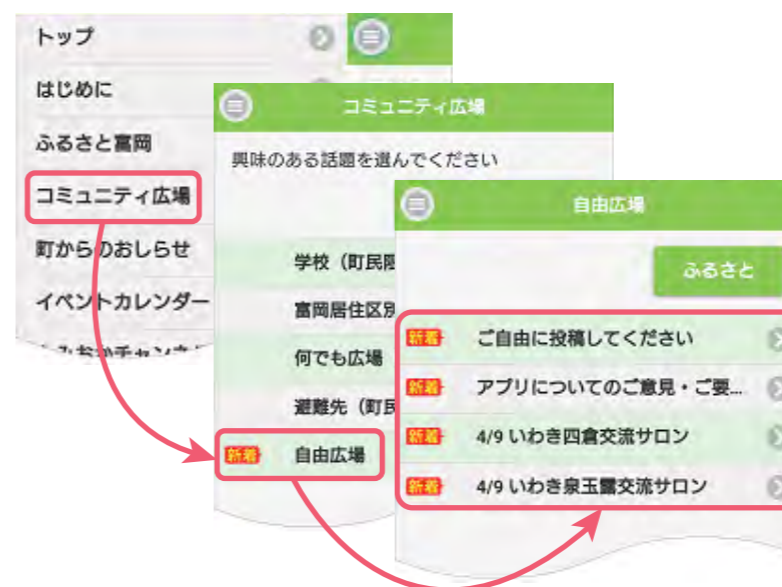 トップ
はじめに
ふるさと富岡
コミュニティ広場
町からのおしらせ
イベントカレンダー
コミュニティ広場
興味のある話題を選んでください
学校（町民限
富岡居住区別
何でも広場
避難先（町民
新着 自由広場
自由広場
ふるさと
新着 ご自由に投稿してください
新着 アプリについてのご意見・ご要...
新着 4/9 いわき四倉交流サロン
新着 4/9 いわき泉玉露交流サロン